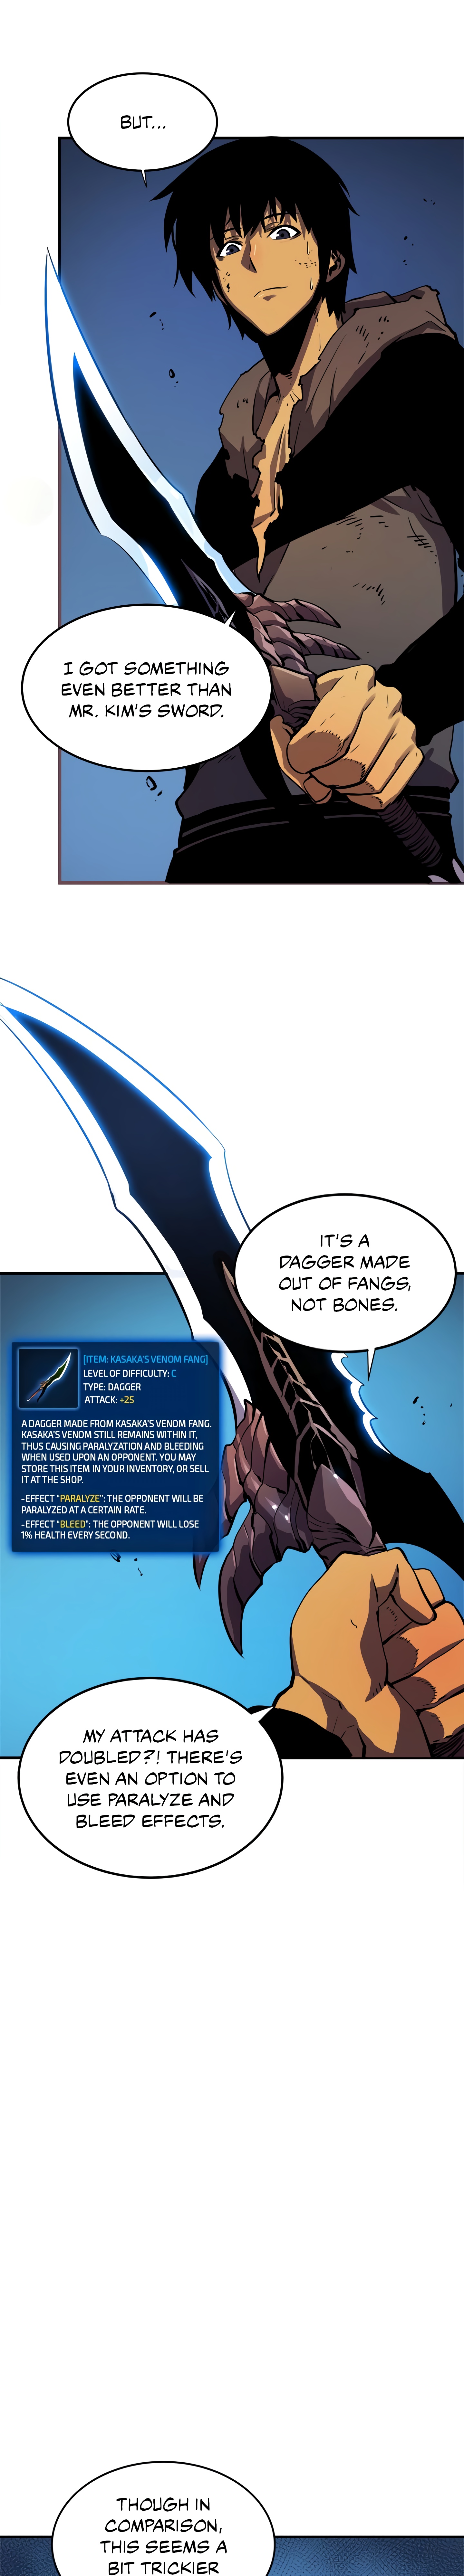 BUT...
I GOT SOMETHING
EVEN BETTER THAN
MR. KIM'S SWORD.
IT'S A
DAGGER MADE
OUT OF FANGS,
NOT BONES.
[ITEM: KASAKA'S VENOM FANG]
LEVEL OF DIFFICULTY: C
TYPE: DAGGER
ATTACK: +25
A DAGGER MADE FROM KASAKA'S VENOM FANG.
KASAKA'S VENOM STILL REMAINS WITHIN IT,
THUS CAUSING PARALYZATION AND BLEEDING
WHEN USED UPON AN OPPONENT. YOU MAY
STORE THIS ITEM IN YOUR INVENTORY, OR SELL
IT AT THE SHOP.
-EFFECT "PARALYZE": THE OPPONENT WILL BE
PARALYZED AT A CERTAIN RATE.
-EFFECT "BLEED": THE OPPONENT WILL LOSE
1% HEALTH EVERY SECOND.
MY ATTACK HAS
DOUBLED?! THERE'S
EVEN AN OPTION TO
USE PARALYZE AND
BLEED EFFECTS.
THOUGH IN
COMPARISON,
THIS SEEMS A
BIT TRICKIER